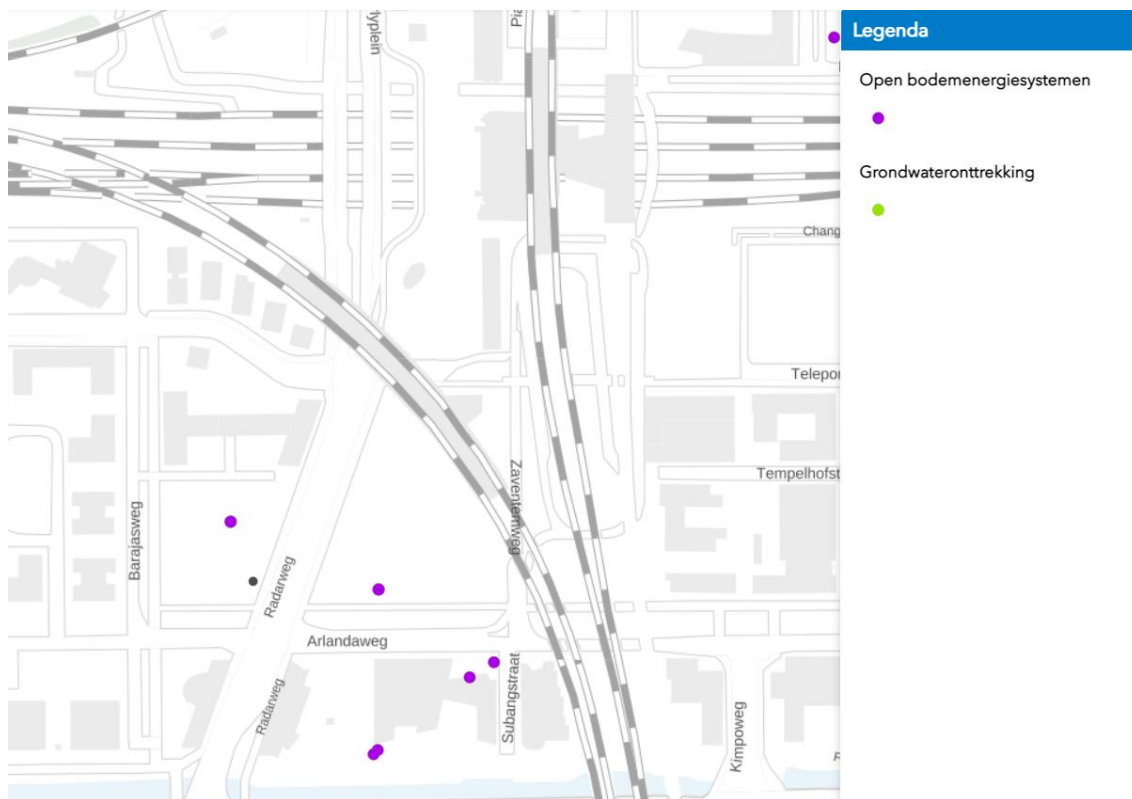 Legenda
Open bodemenergiesystemen
Grondwateronttrekking
Chang
Telepor
Tempelhofst
Zaventemweg
Barajasweg
Radarweg
Arlandaweg
Radarweg
Subangstraat
Kimpoweg